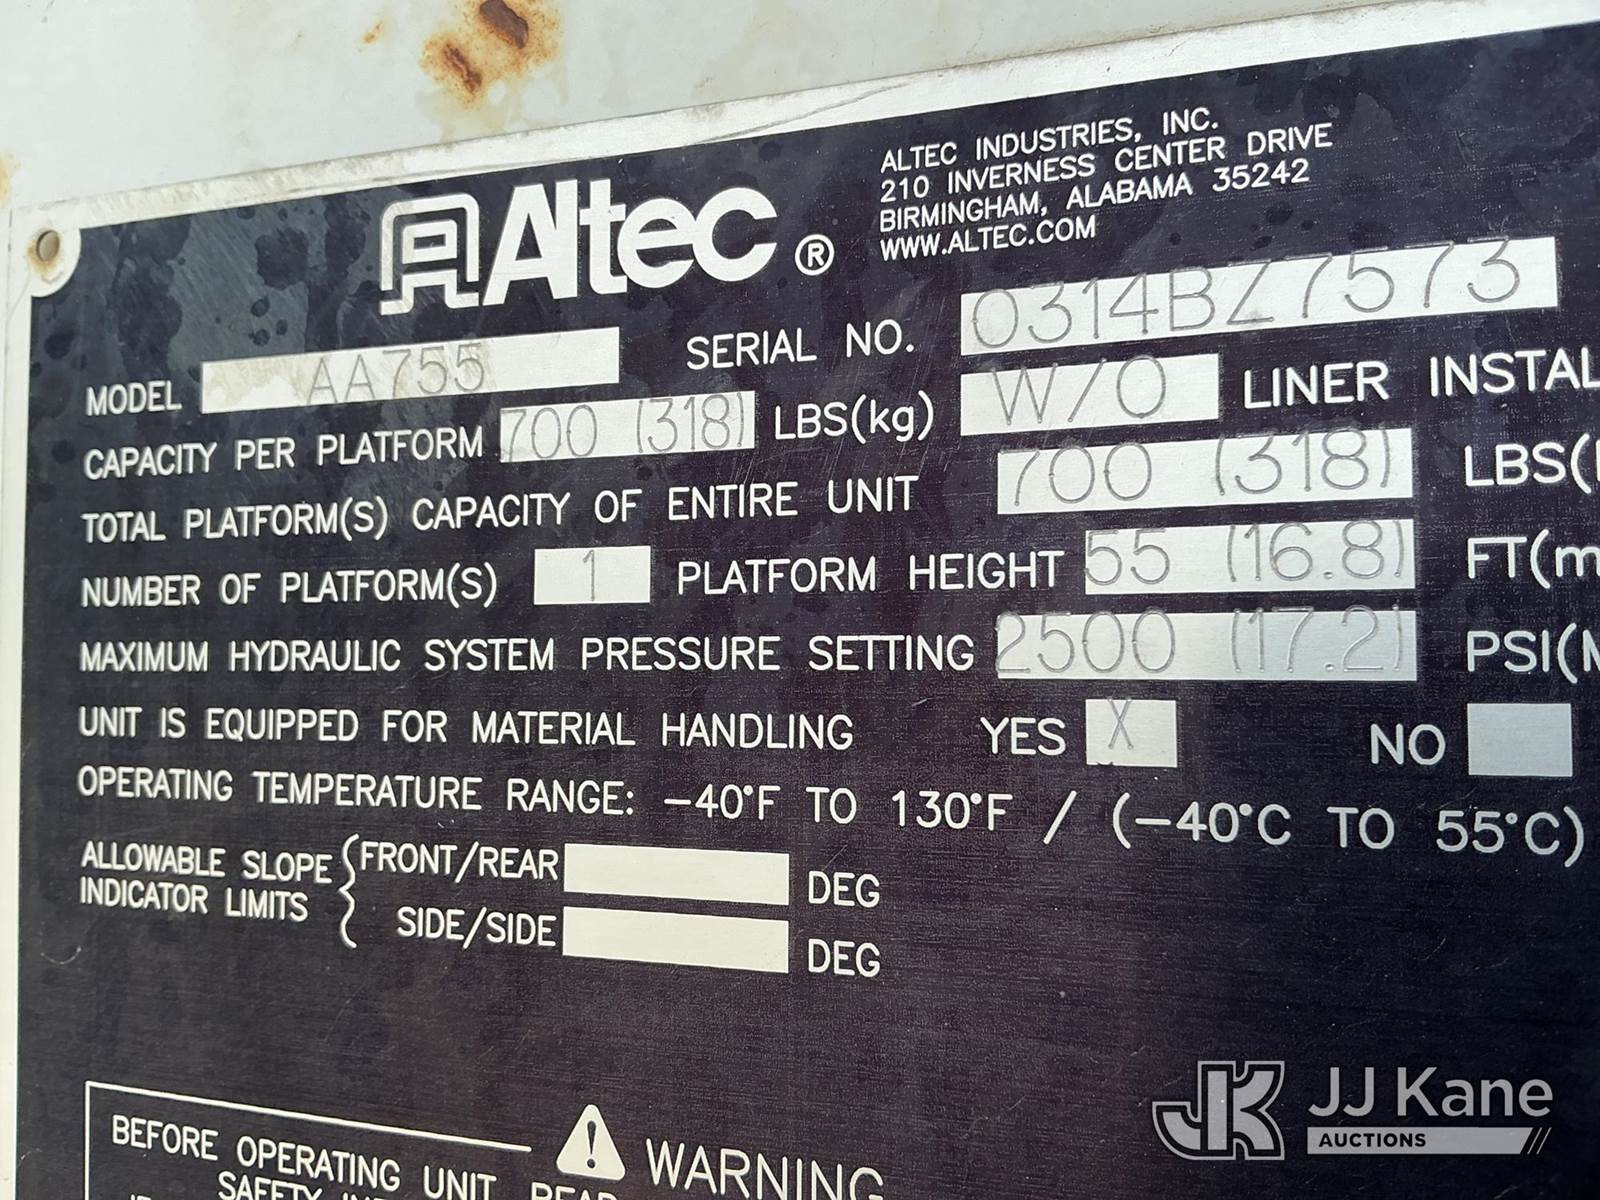 Altec ®
ALTEC INDUSTRIES, INC.
210 INVERNESS CENTER DRIVE
BIRMINGHAM, ALABAMA 35242
WWW.ALTEC.COM
MODEL AA755 SERIAL NO. 0314BZ7573
CAPACITY PER PLATFORM 700 (318) LBS(kg) W/O LINER INSTAL
TOTAL PLATFORM(S) CAPACITY OF ENTIRE UNIT 700 (318) LBS(
NUMBER OF PLATFORM(S) 1 PLATFORM HEIGHT 55 (16.8) FT(m
MAXIMUM HYDRAULIC SYSTEM PRESSURE SETTING 2500 (17.2) PSI(M
UNIT IS EQUIPPED FOR MATERIAL HANDLING YES X NO
OPERATING TEMPERATURE RANGE: -40°F TO 130°F / (-40°C TO 55°C)
ALLOWABLE SLOPE INDICATOR LIMITS { FRONT/REAR DEG
SIDE/SIDE DEG
WARNING
BEFORE OPERATING UNIT, READ
SAFETY
JK JJ Kane
AUCTIONS